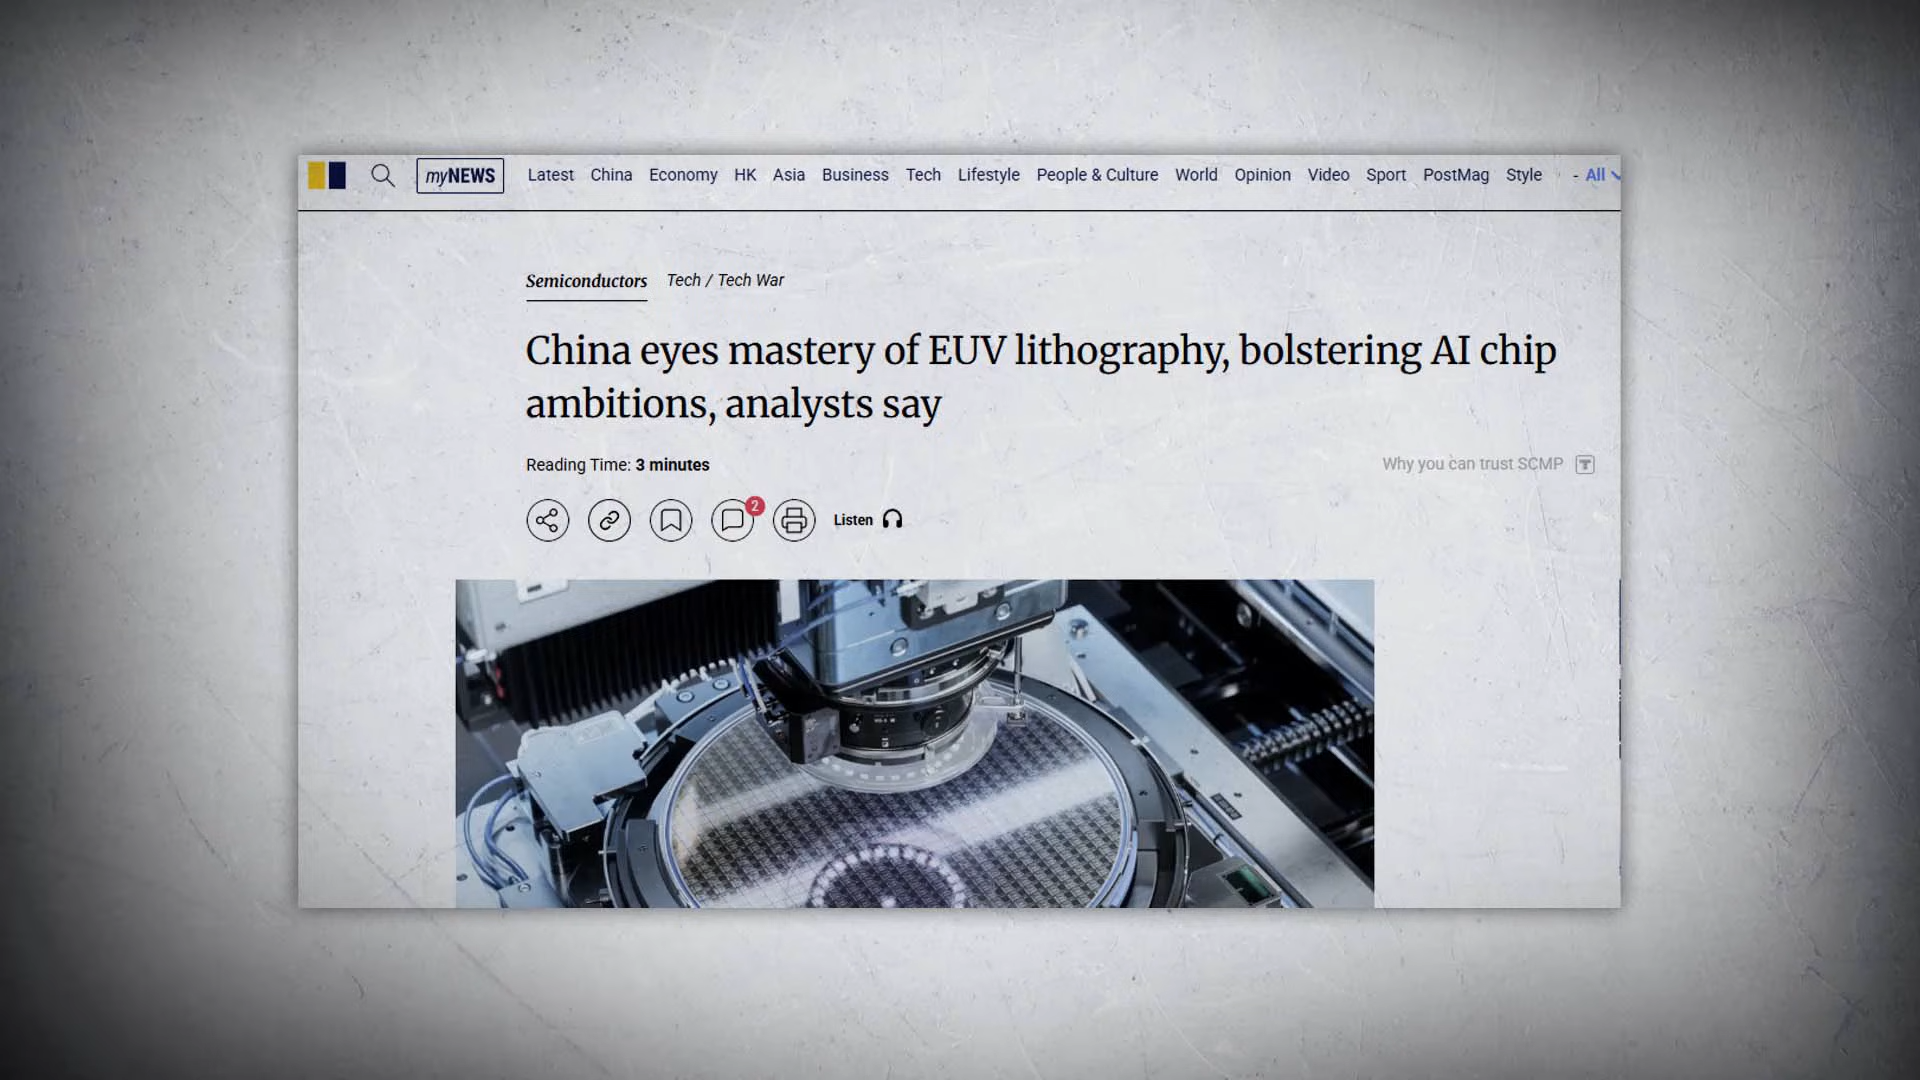 myNEWS Latest China Economy HK Asia Business Tech Lifestyle People & Culture World Opinion Video Sport PostMag Style - All
Semiconductors Tech / Tech War
China eyes mastery of EUV lithography, bolstering AI chip
ambitions, analysts say
Reading Time: 3 minutes
Why you can trust SCMP
2
Listen